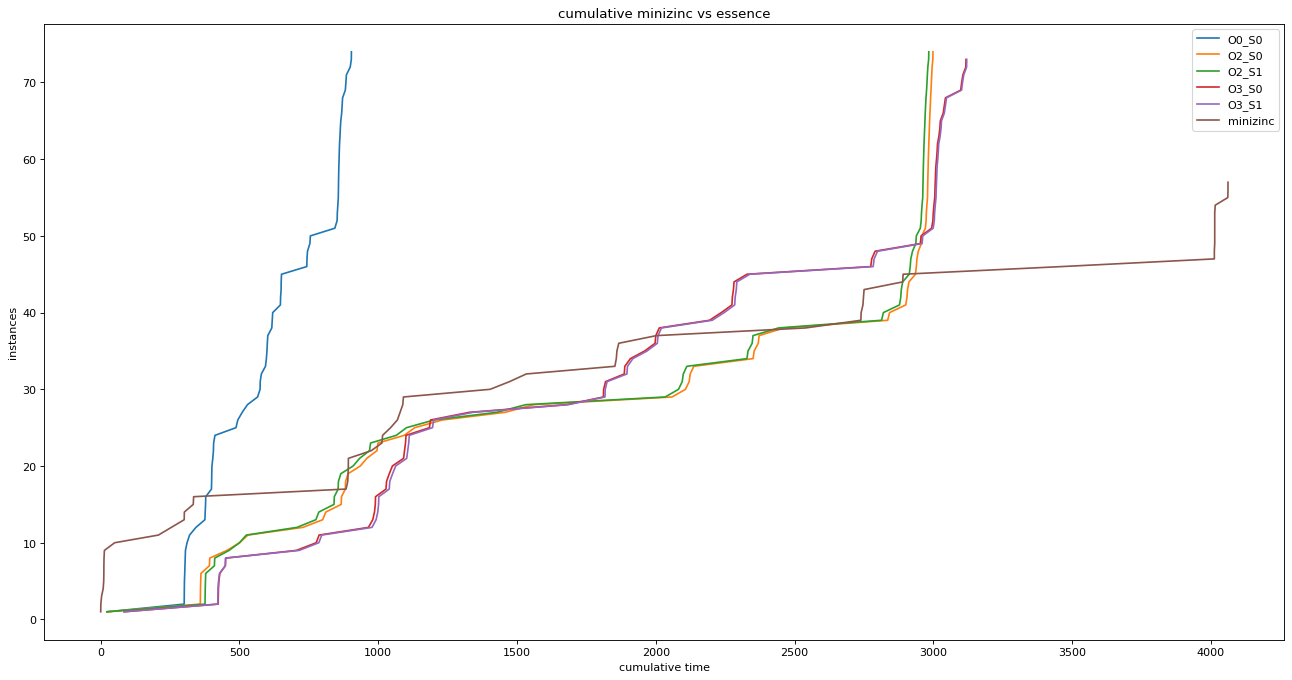 cumulative minizinc vs essence
O0_S0
O2_S0
O2_S1
O3_S0
O3_S1
minizinc
instances
70
60
50
40
30
20
10
0
0 500 1000 1500 2000 2500 3000 3500 4000
cumulative time